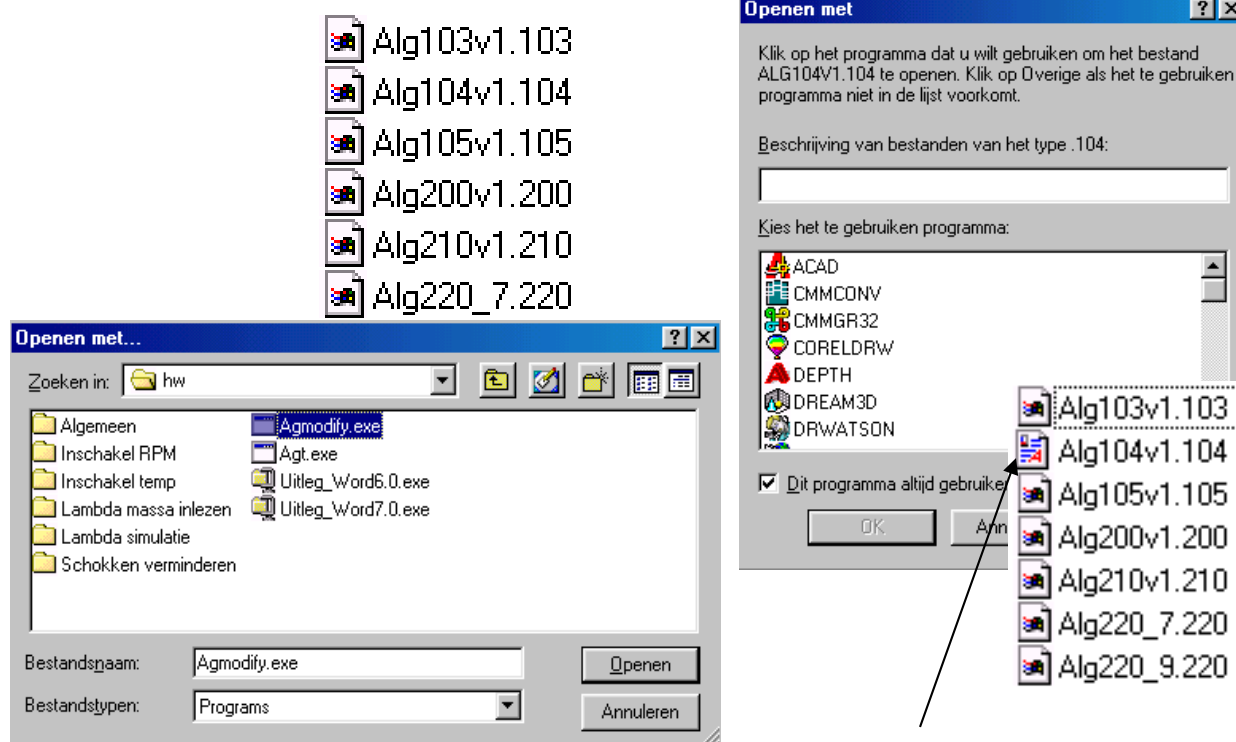 Alg103v1.103
Alg104v1.104
Alg105v1.105
Alg200v1.200
Alg210v1.210
Alg220_7.220
Openen met...
Zoeken in: hw
Algemeen
Inschakel RPM
Inschakel temp
Lambda massa inlezen
Lambda simulatie
Schokken verminderen
Agmodify.exe
Agt.exe
Uitleg_Word6.0.exe
Uitleg_Word7.0.exe
Bestandsnaam: Agmodify.exe
Openen
Bestandstypen: Programs
Annuleren
Openen met
Klik op het programma dat u wilt gebruiken om het bestand
ALG104V1.104 te openen. Klik op Overige als het te gebruiken
programma niet in de lijst voorkomt.
Beschrijving van bestanden van het type .104:
Kies het te gebruiken programma:
ACAD
CMMCONV
CMMGR32
CORELDRW
DEPTH
DREAM3D
DRWATSON
Dit programma altijd gebruike
OK
Ann
Alg103v1.103
Alg104v1.104
Alg105v1.105
Alg200v1.200
Alg210v1.210
Alg220_7.220
Alg220_9.220